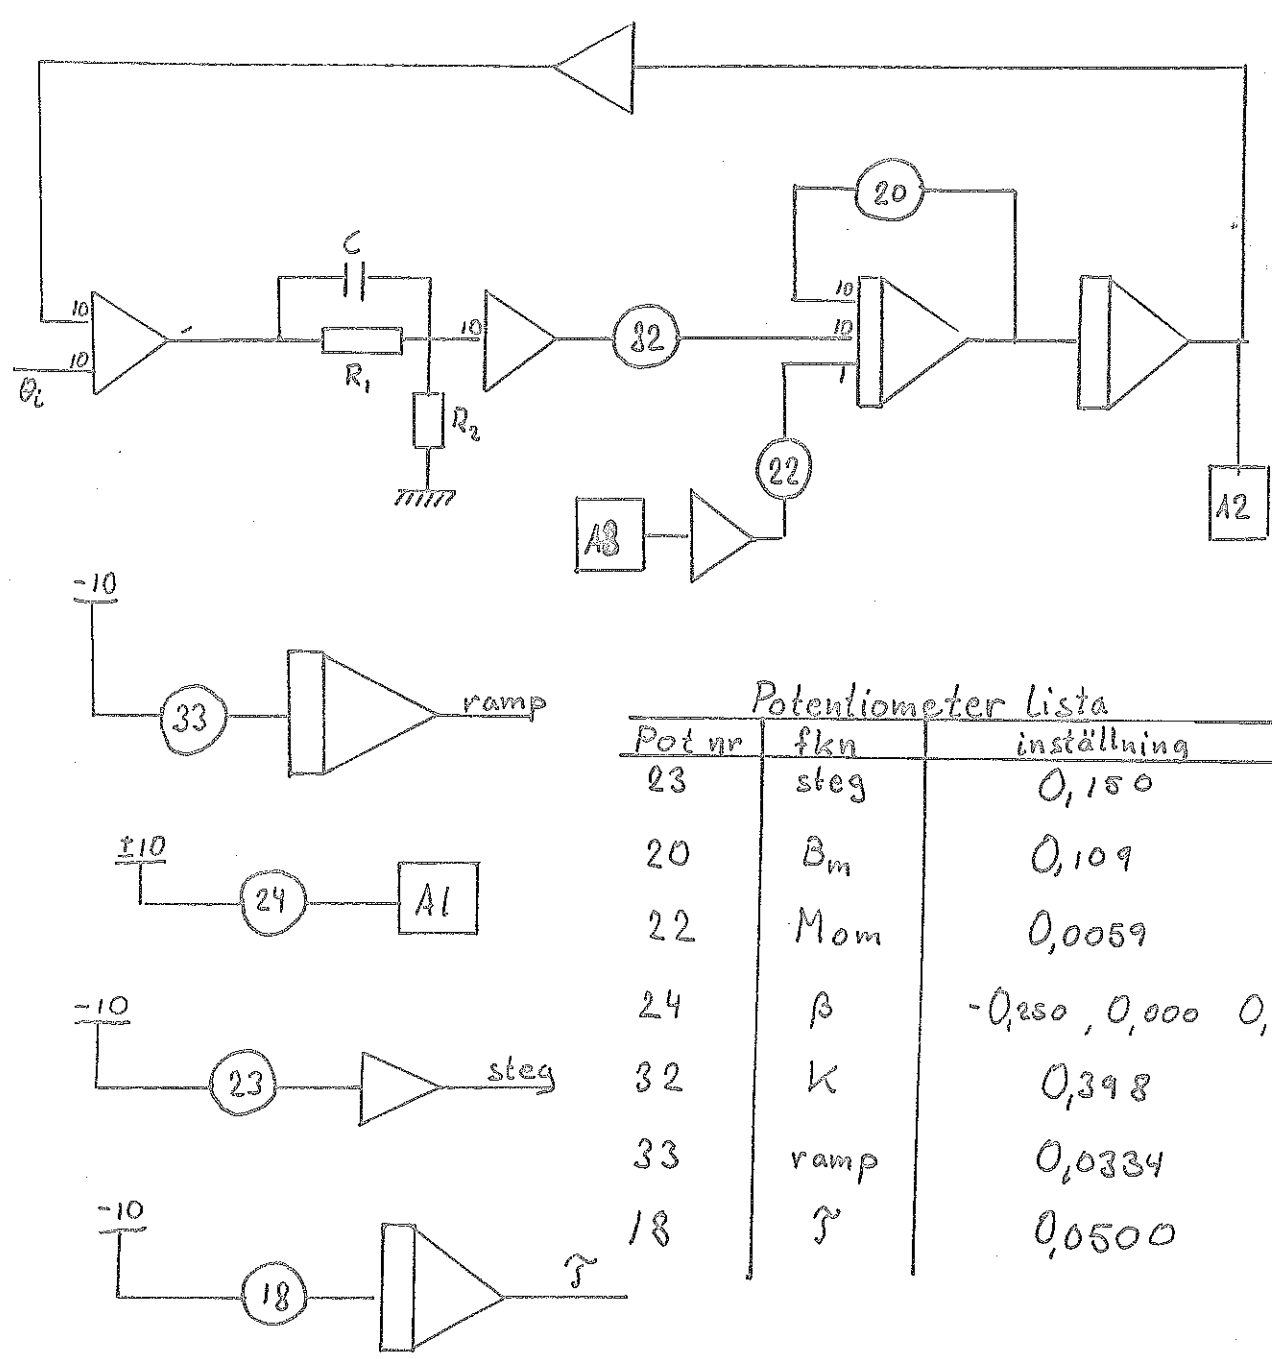 20
C
10
10
10
32
10
10
1
θi
R1
R2
22
A3
A2
-10
33
ramp
±10
24
A1
-10
23
steg
-10
18
T
Potentiometer lista
Pot nr fkn inställning
23 steg 0,150
20 Bm 0,109
22 Mom 0,0059
24 β -0,250 , 0,000 0,
32 K 0,398
33 ramp 0,0334
18 T 0,0500